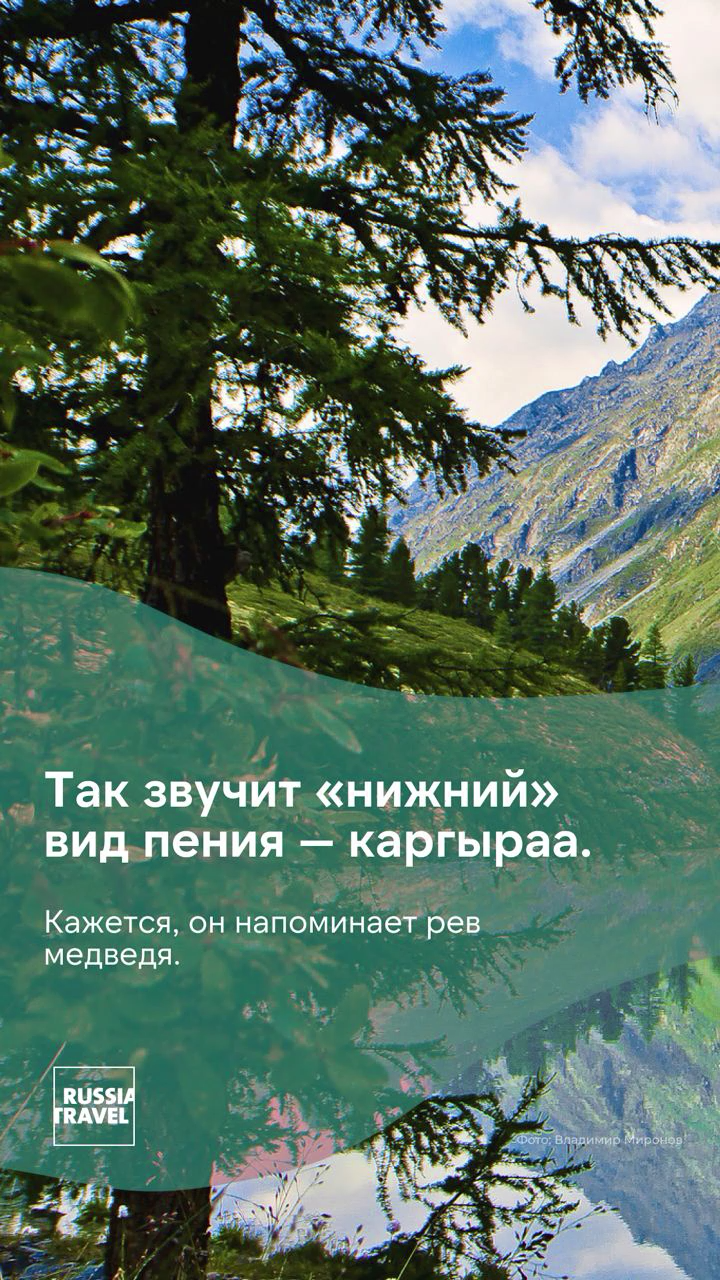 Так звучит «нижний»
вид пения — каргыраа.
Кажется, он напоминает рев
медведя.
RUSSIA
TRAVEL
Фото: Владимир Миронов